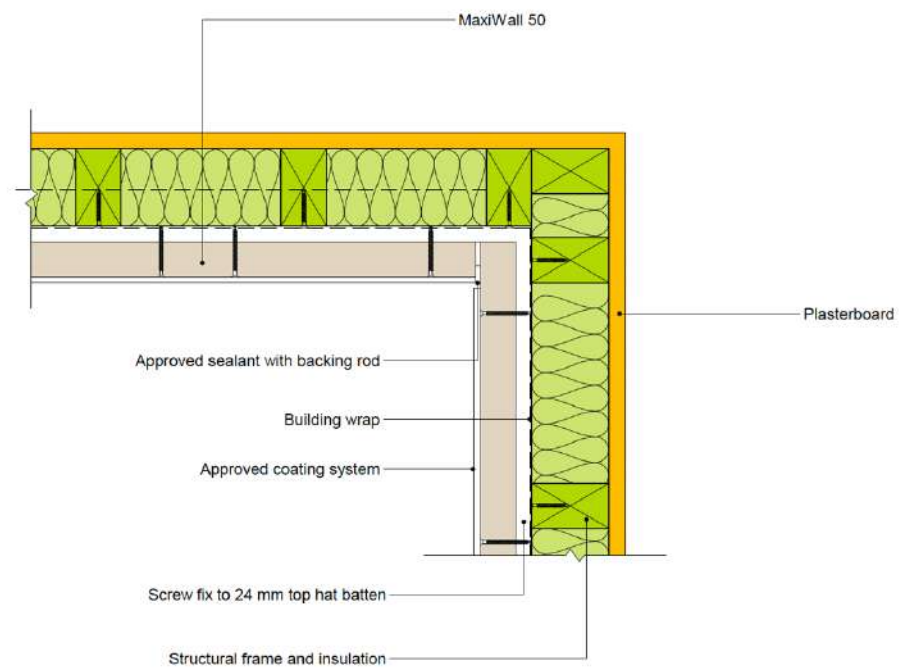 MaxiWall 50
Plasterboard
Approved sealant with backing rod
Building wrap
Approved coating system
Screw fix to 24 mm top hat batten
Structural frame and insulation